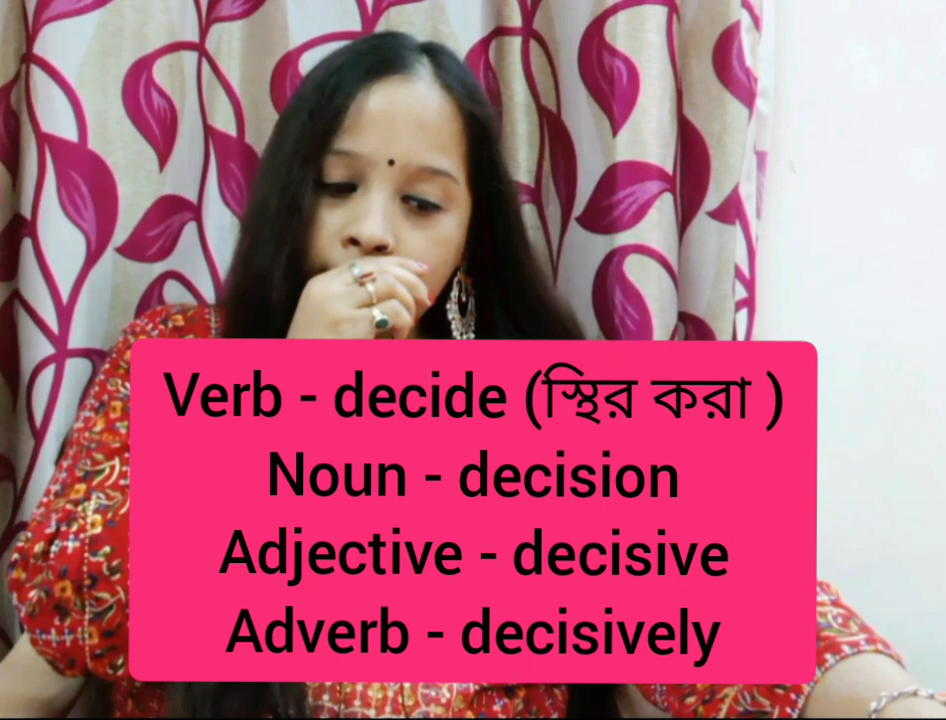 Verb - decide (স্থির করা )
Noun - decision
Adjective - decisive
Adverb - decisively